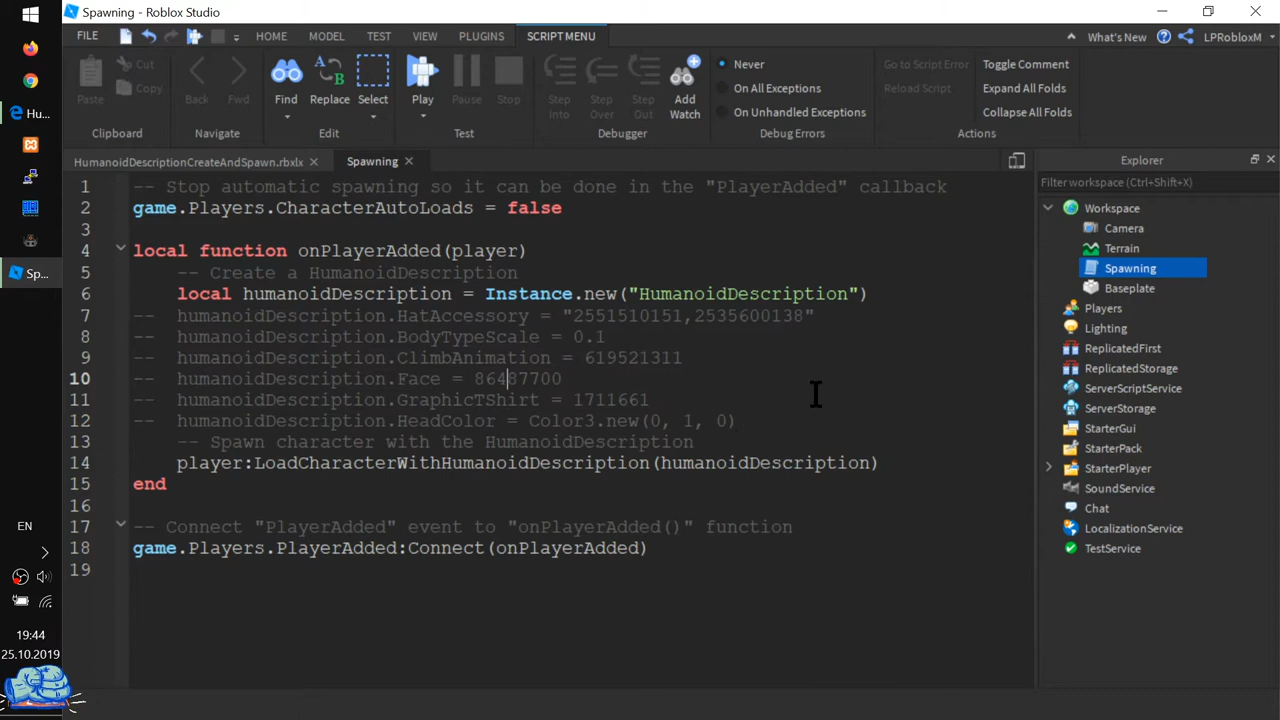 Spawning - Roblox Studio
FILE HOME MODEL TEST VIEW PLUGINS SCRIPT MENU What's New LPRobloxM
Cut
Copy
Paste
Back
Fwd
Find
Replace
Select
Play
Pause
Stop
Step Into
Step Over
Step Out
Add Watch
Never
On All Exceptions
On Unhandled Exceptions
Go to Script Error
Reload Script
Toggle Comment
Expand All Folds
Collapse All Folds
Clipboard Navigate Edit Test Debugger Debug Errors Actions
HumanoidDescriptionCreateAndSpawn.rbxlx Spawning
1 -- Stop automatic spawning so it can be done in the "PlayerAdded" callback
2 game.Players.CharacterAutoLoads = false
3
4 local function onPlayerAdded(player)
5 -- Create a HumanoidDescription
6 local humanoidDescription = Instance.new("HumanoidDescription")
7 -- humanoidDescription.HatAccessory = "2551510151,2535600138"
8 -- humanoidDescription.BodyTypeScale = 0.1
9 -- humanoidDescription.ClimbAnimation = 619521311
10 -- humanoidDescription.Face = 86487700
11 -- humanoidDescription.GraphicTShirt = 1711661
12 -- humanoidDescription.HeadColor = Color3.new(0, 1, 0)
13 -- Spawn character with the HumanoidDescription
14 player:LoadCharacterWithHumanoidDescription(humanoidDescription)
15 end
16
17 -- Connect "PlayerAdded" event to "onPlayerAdded()" function
18 game.Players.PlayerAdded:Connect(onPlayerAdded)
19
Explorer
Filter workspace (Ctrl+Shift+X)
Workspace
Camera
Terrain
Spawning
Baseplate
Players
Lighting
ReplicatedFirst
ReplicatedStorage
ServerScriptService
ServerStorage
StarterGui
StarterPack
StarterPlayer
SoundService
Chat
LocalizationService
TestService
Hu...
Sp...
EN
19:44
25.10.2019